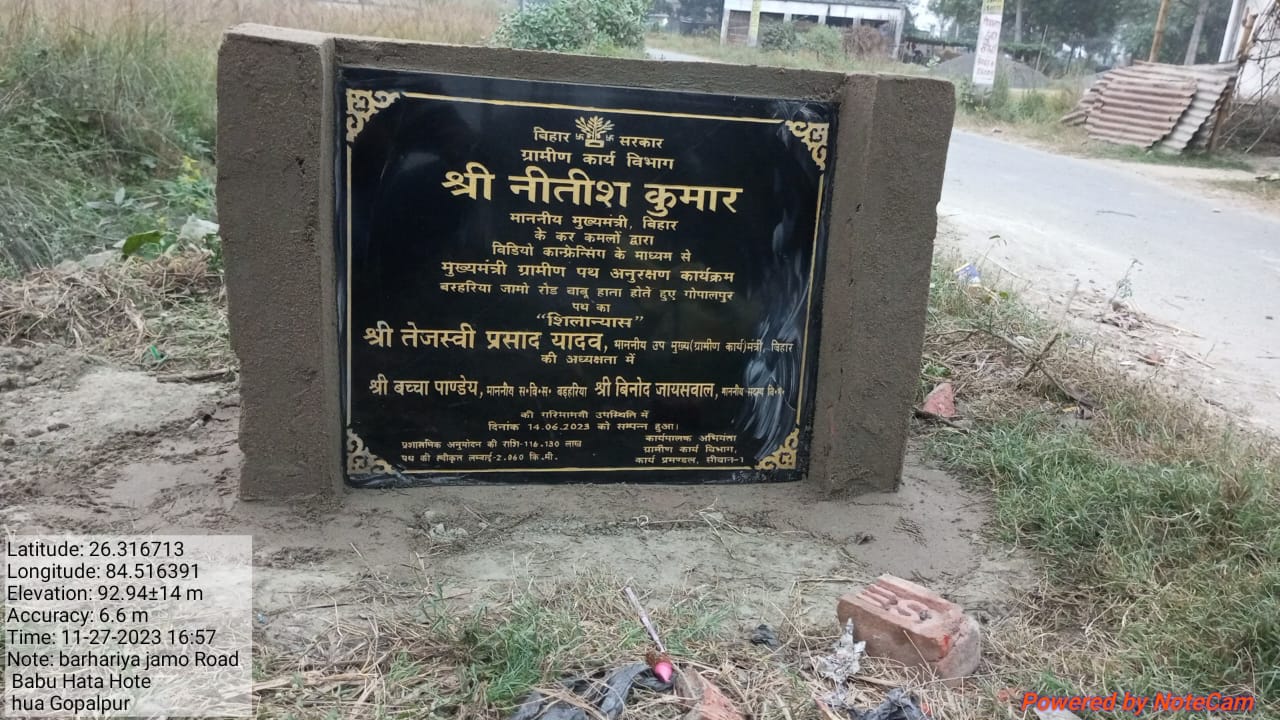 बिहार सरकार
ग्रामीण कार्य विभाग
श्री नीतीश कुमार
माननीय मुख्यमंत्री, बिहार
के कर कमलों द्वारा
विडियो कान्फ्रेन्सिंग के माध्यम से
मुख्यमंत्री ग्रामीण पथ अनुरक्षण कार्यक्रम
बरहरिया जामो रोड बाबू हाता होते हुए गोपालपुर
पथ का
“शिलान्यास”
श्री तेजस्वी प्रसाद यादव, माननीय उप मुख्य(ग्रामीण कार्य)मंत्री, बिहार
की अध्यक्षता में
श्री बच्चा पाण्डेय, माननीय स०वि०स० बड़हरिया श्री बिनोद जायसवाल, माननीय सदस्य वि०प०
की गरिमामयी उपस्थिति में
दिनांक 14.06.2023 को सम्पन्न हुआ।
प्रशासनिक अनुमोदन की राशि-116.130 लाख
पथ की स्वीकृत लम्बाई-2.060 कि.मी.
कार्यपालक अभियंता
ग्रामीण कार्य विभाग,
कार्य प्रमण्डल, सीवान-1
Latitude: 26.316713
Longitude: 84.516391
Elevation: 92.94±14 m
Accuracy: 6.6 m
Time: 11-27-2023 16:57
Note: barhariya jamo Road
Babu Hata Hote
hua Gopalpur
Powered by NoteCam